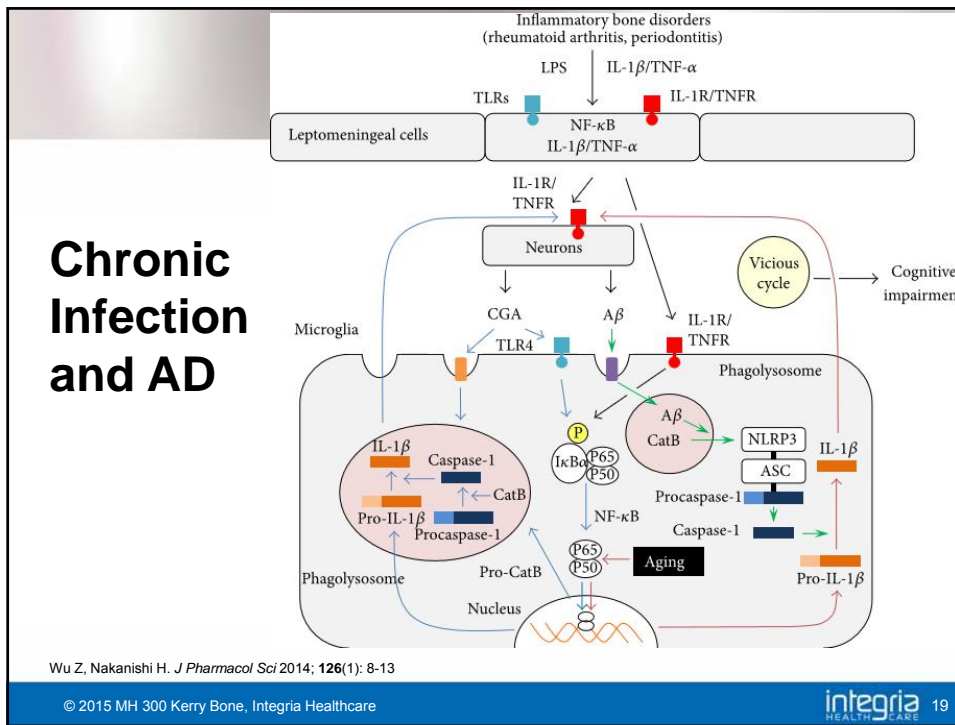 Inflammatory bone disorders
(rheumatoid arthritis, periodontitis)
LPS
IL-1β/TNF-α
TLRs
IL-1R/TNFR
Leptomeningeal cells
NF-κB
IL-1β/TNF-α
IL-1R/
TNFR
Neurons
Chronic
Infection
and AD
Vicious
cycle
Cognitive
impairmen
CGA
Aβ
Microglia
TLR4
IL-1R/
TNFR
Phagolysosome
Aβ
CatB
P
IκBα
P65
P50
NLRP3
ASC
IL-1β
Procaspase-1
Caspase-1
Pro-IL-1β
IL-1β
Caspase-1
CatB
Pro-IL-1β
Procaspase-1
NF-κB
P65
P50
Aging
Pro-CatB
Phagolysosome
Nucleus
Wu Z, Nakanishi H. J Pharmacol Sci 2014; 126(1): 8-13
© 2015 MH 300 Kerry Bone, Integria Healthcare
integria
HEALTHCARE
19